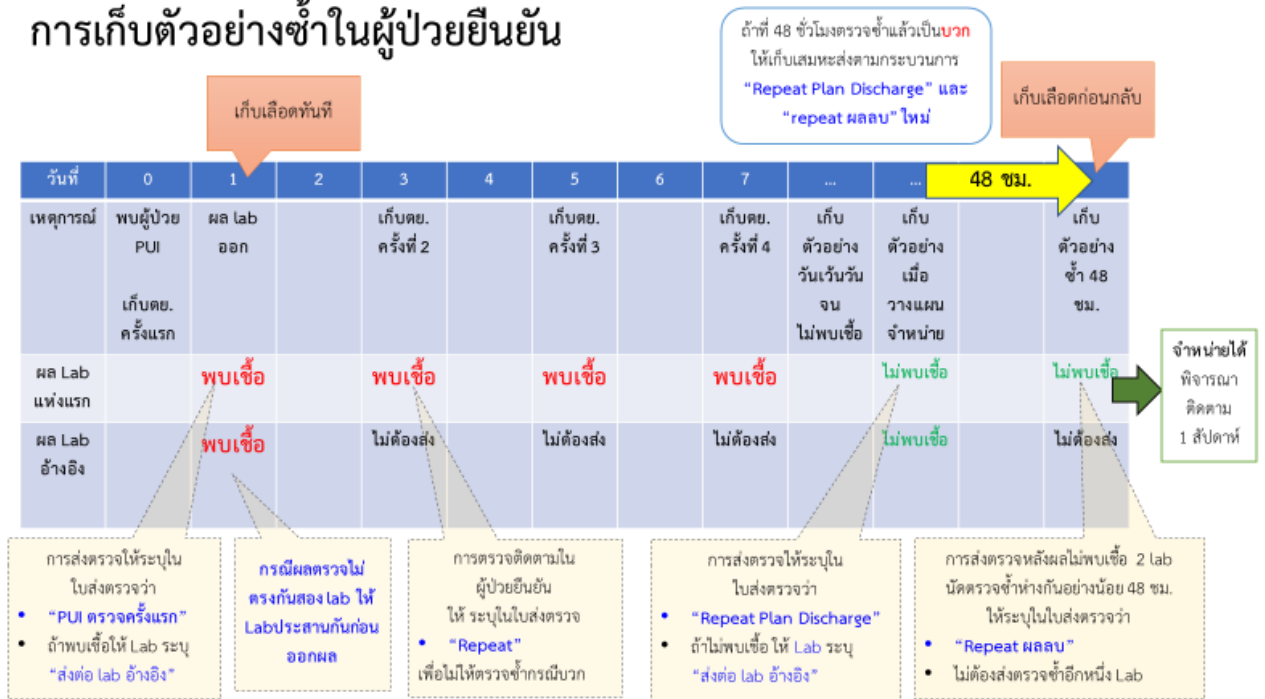 การเก็บตัวอย่างซ้ำในผู้ป่วยยืนยัน
ถ้าที่ 48 ชั่วโมงตรวจซ้ำแล้วเป็นบวก
ให้เก็บเสมหะส่งตามกระบวนการ
“Repeat Plan Discharge” และ
“repeat ผลลบ” ใหม่
เก็บเลือดทันที
เก็บเลือดก่อนกลับ
วันที่ 0 1 2 3 4 5 6 7 ... ... 48 ชม.
เหตุการณ์
พบผู้ป่วย
PUI
เก็บตย.
ครั้งแรก
ผล lab
ออก
เก็บตย.
ครั้งที่ 2
เก็บตย.
ครั้งที่ 3
เก็บตย.
ครั้งที่ 4
เก็บ
ตัวอย่าง
วันเว้นวัน
จน
ไม่พบเชื้อ
เก็บ
ตัวอย่าง
เมื่อ
วางแผน
จำหน่าย
เก็บ
ตัวอย่าง
ซ้ำ 48
ชม.
ผล Lab
แห่งแรก
พบเชื้อ พบเชื้อ พบเชื้อ พบเชื้อ ไม่พบเชื้อ ไม่พบเชื้อ
จำหน่ายได้
พิจารณา
ติดตาม
1 สัปดาห์
ผล Lab
อ้างอิง
พบเชื้อ ไม่ต้องส่ง ไม่ต้องส่ง ไม่ต้องส่ง ไม่พบเชื้อ ไม่ต้องส่ง
การส่งตรวจให้ระบุใน
ใบส่งตรวจว่า
• “PUI ตรวจครั้งแรก”
• ถ้าพบเชื้อให้ Lab ระบุ
“ส่งต่อ lab อ้างอิง”
กรณีผลตรวจไม่
ตรงกันสอง lab ให้
Labประสานกันก่อน
ออกผล
การตรวจติดตามใน
ผู้ป่วยยืนยัน
ให้ ระบุในใบส่งตรวจ
• “Repeat”
เพื่อไม่ให้ตรวจซ้ำกรณีบวก
การส่งตรวจให้ระบุใน
ใบส่งตรวจว่า
• “Repeat Plan Discharge”
• ถ้าไม่พบเชื้อ ให้ Lab ระบุ
“ส่งต่อ lab อ้างอิง”
การส่งตรวจหลังผลไม่พบเชื้อ 2 lab
นัดตรวจซ้ำห่างกันอย่างน้อย 48 ชม.
ให้ระบุในใบส่งตรวจว่า
• “Repeat ผลลบ”
• ไม่ต้องส่งตรวจซ้ำอีกหนึ่ง Lab